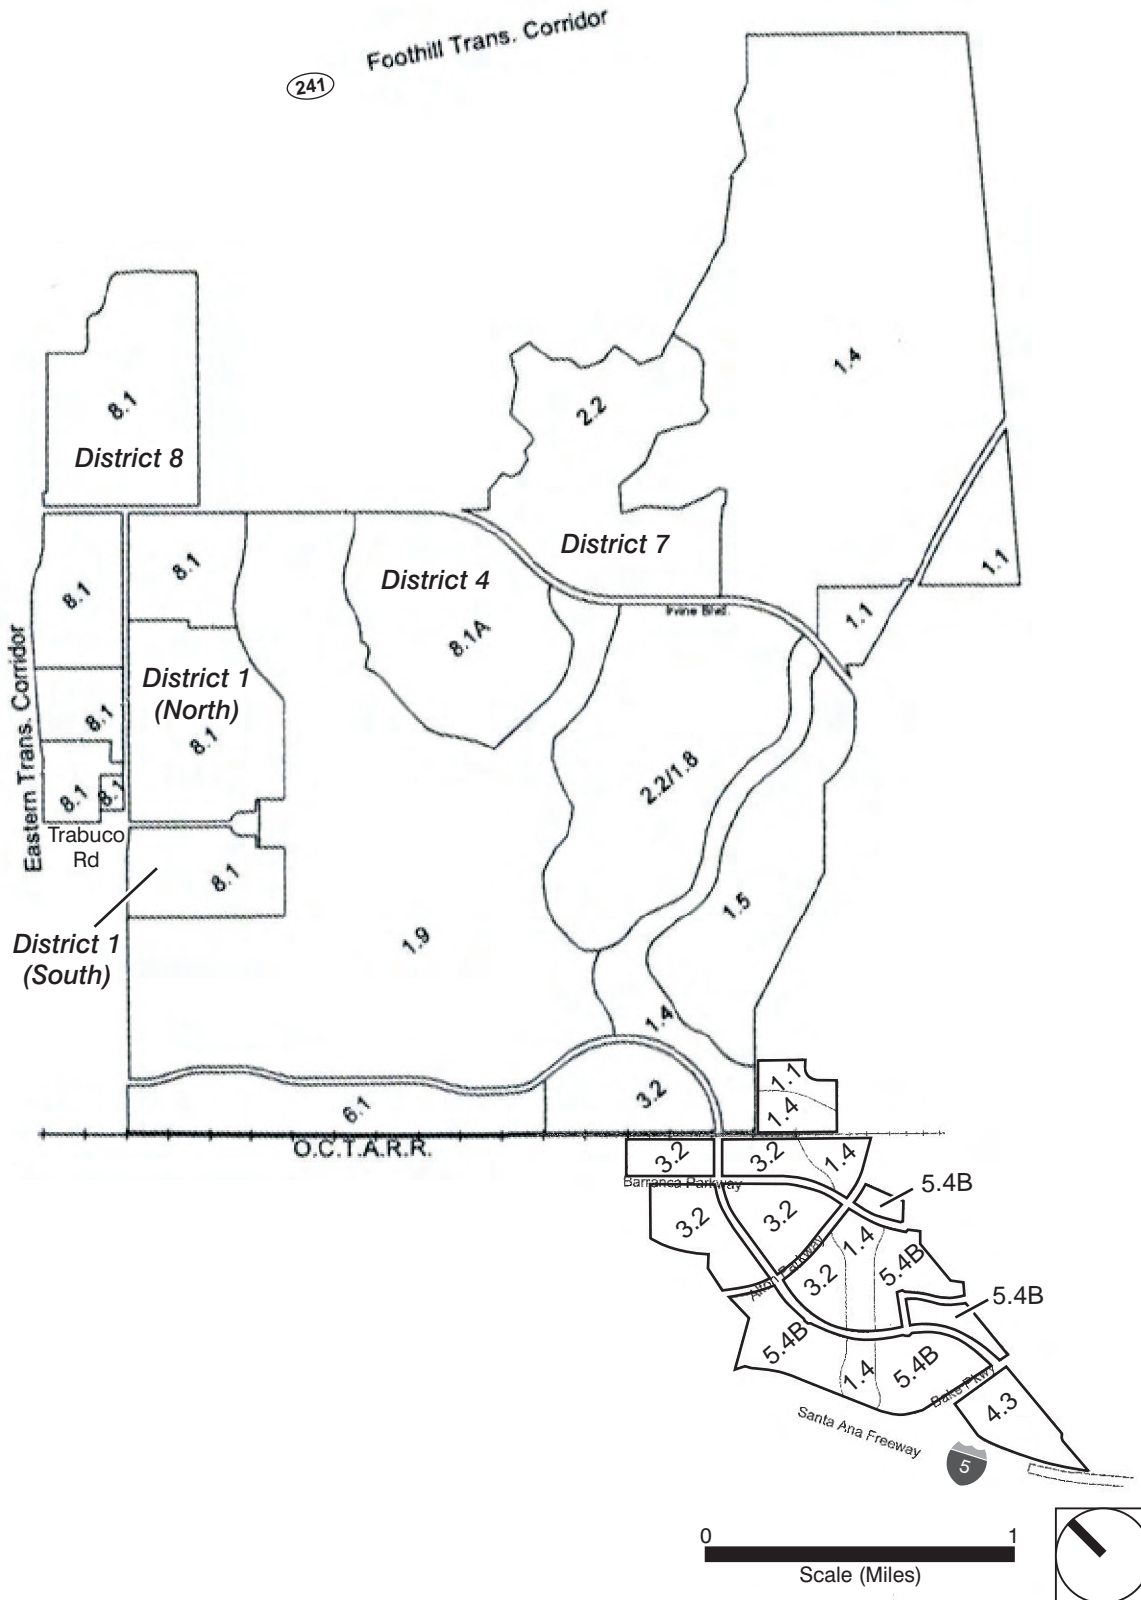 Foothill Trans. Corridor
241
1.4
8.1
2.2
District 8
8.1
8.1
District 7
1.1
District 4
Irvine Blvd.
1.1
8.1A
Eastern Trans. Corridor
District 1
(North)
8.1
8.1
2.2/1.8
8.1
8.1
Trabuco
Rd
8.1
1.5
District 1
(South)
1.9
1.4
1.1
1.4
6.1
3.2
O.C.T.A.R.R.
3.2
3.2
1.4
Barranca Parkway
5.4B
3.2
3.2
1.4
Alton Parkway
3.2
5.4B
5.4B
5.4B
1.4
5.4B
Bake Pkwy
4.3
Santa Ana Freeway
5
0
1
Scale (Miles)